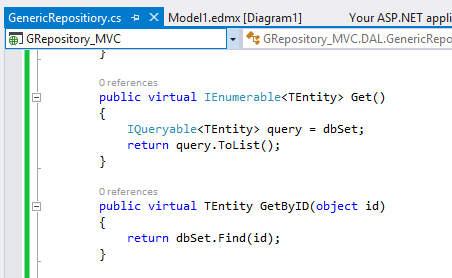 GenericRepositiory.cs Model1.edmx [Diagram1] Your ASP.NET appli
GRepository_MVC GRepository_MVC.DAL.GenericRepo
}
0 references
public virtual IEnumerable<TEntity> Get()
{
IQueryable<TEntity> query = dbSet;
return query.ToList();
}
0 references
public virtual TEntity GetByID(object id)
{
return dbSet.Find(id);
}